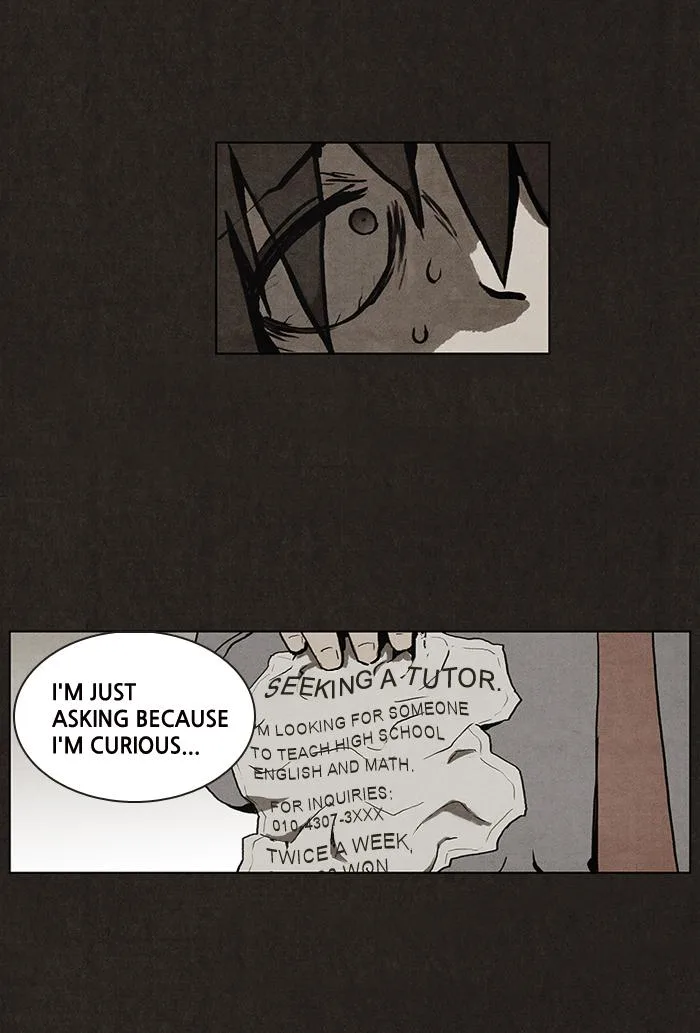 I'M JUST
ASKING BECAUSE
I'M CURIOUS...
SEEKING A TUTOR.
I'M LOOKING FOR SOMEONE
TO TEACH HIGH SCHOOL
ENGLISH AND MATH.
FOR INQUIRIES:
010-4307-3XXX
TWICE A WEEK,
WON